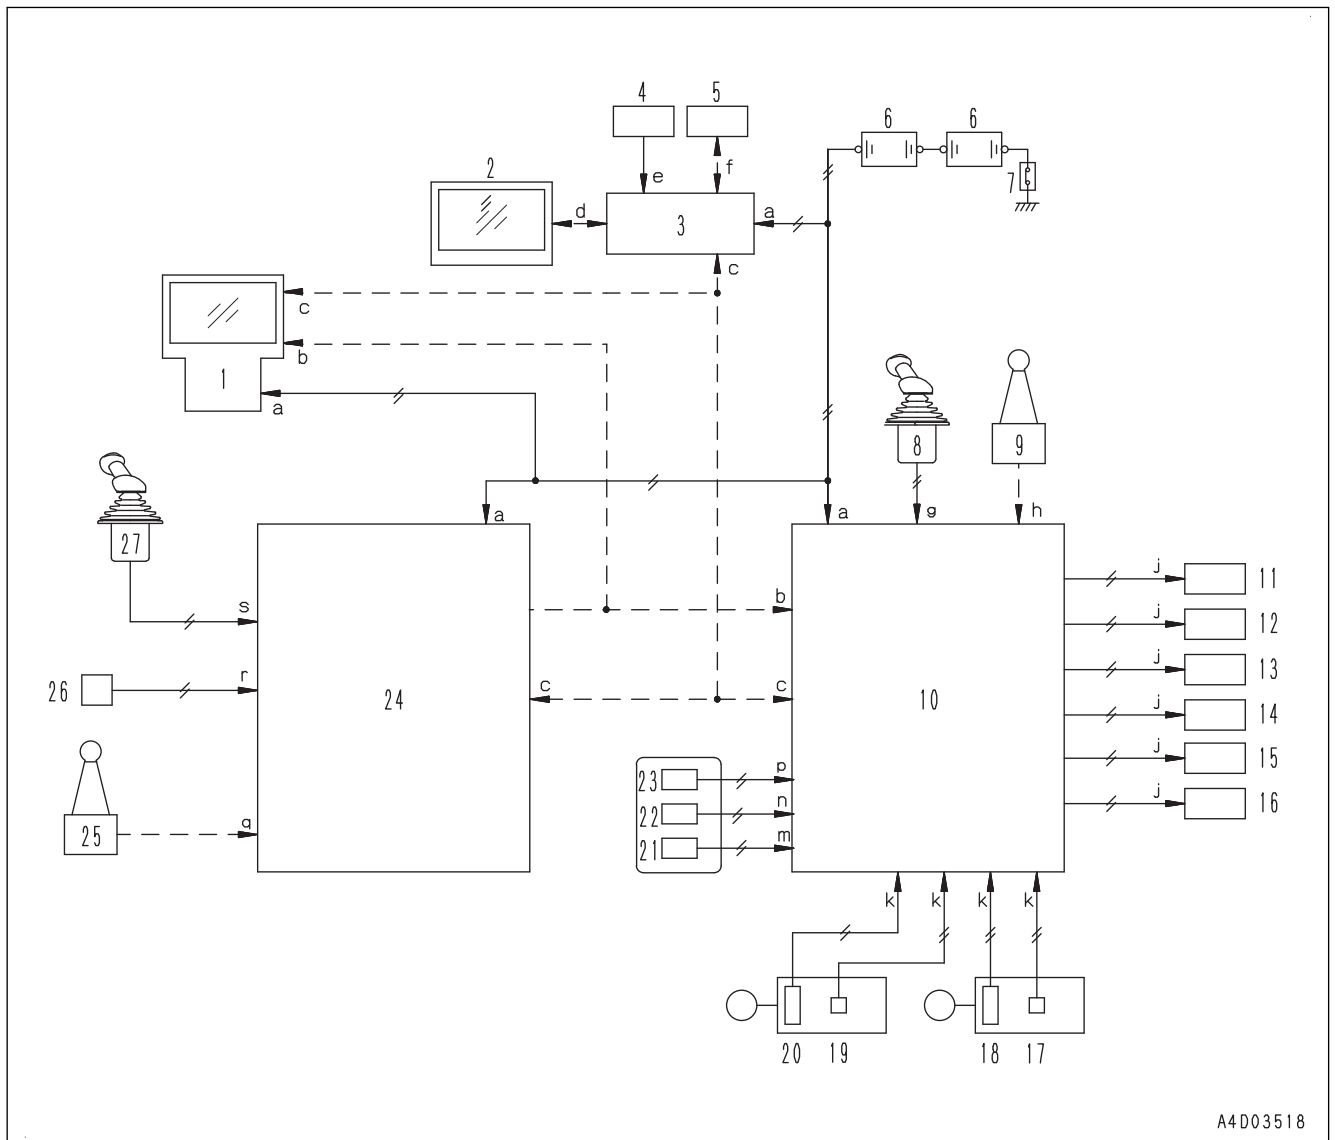 4 5 6 6
e f 7
2
d 3 a
c
c
b
1
a
8 9
27 a a g h
j 11
s b j 12
26 r 24 c c 10 j 13
j 14
23 p j 15
22 n j 16
25 q 21 m
k k k k
20 19 18 17
A4D03518